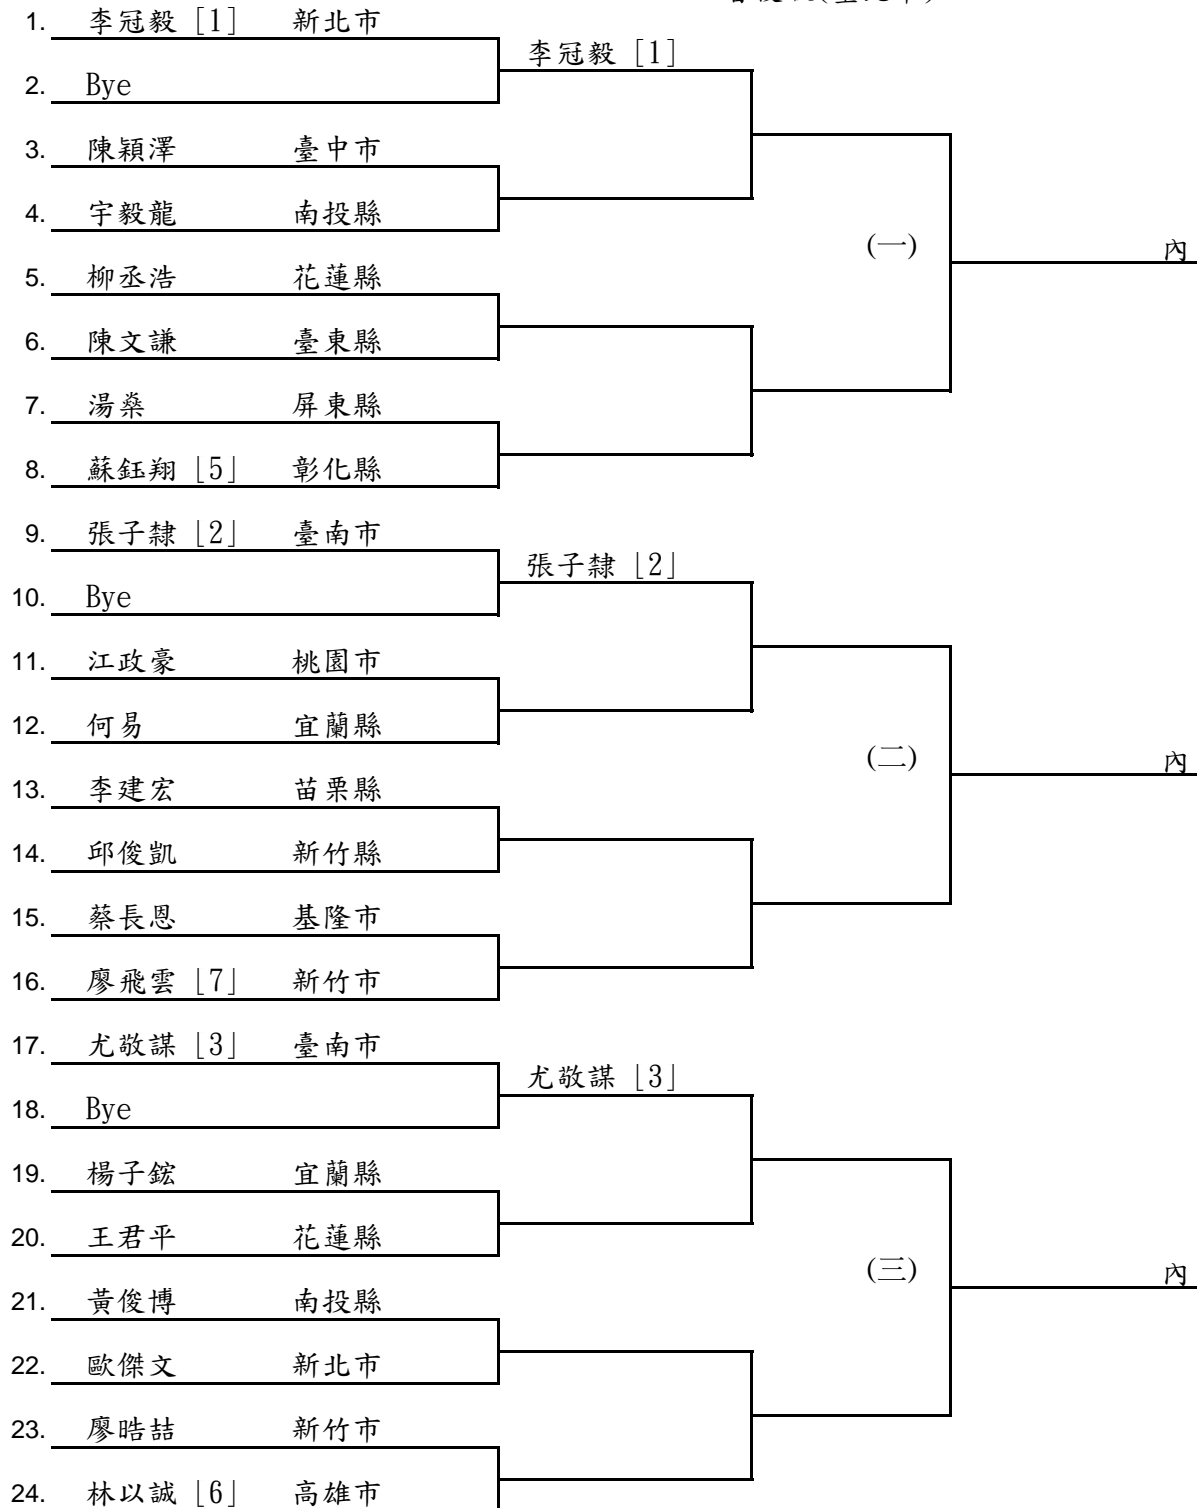 1. 李冠毅 [1] 新北市
李冠毅 [1]
2. Bye
3. 陳穎澤 臺中市
4. 宇毅龍 南投縣
(一) 內
5. 柳丞浩 花蓮縣
6. 陳文謙 臺東縣
7. 湯粲 屏東縣
8. 蘇鈺翔 [5] 彰化縣
9. 張子隸 [2] 臺南市
張子隸 [2]
10. Bye
11. 江政豪 桃園市
12. 何易 宜蘭縣
(二) 內
13. 李建宏 苗栗縣
14. 邱俊凱 新竹縣
15. 蔡長恩 基隆市
16. 廖飛雲 [7] 新竹市
17. 尤敬謀 [3] 臺南市
尤敬謀 [3]
18. Bye
19. 楊子鋐 宜蘭縣
20. 王君平 花蓮縣
(三) 內
21. 黃俊博 南投縣
22. 歐傑文 新北市
23. 廖晧喆 新竹市
24. 林以誠 [6] 高雄市